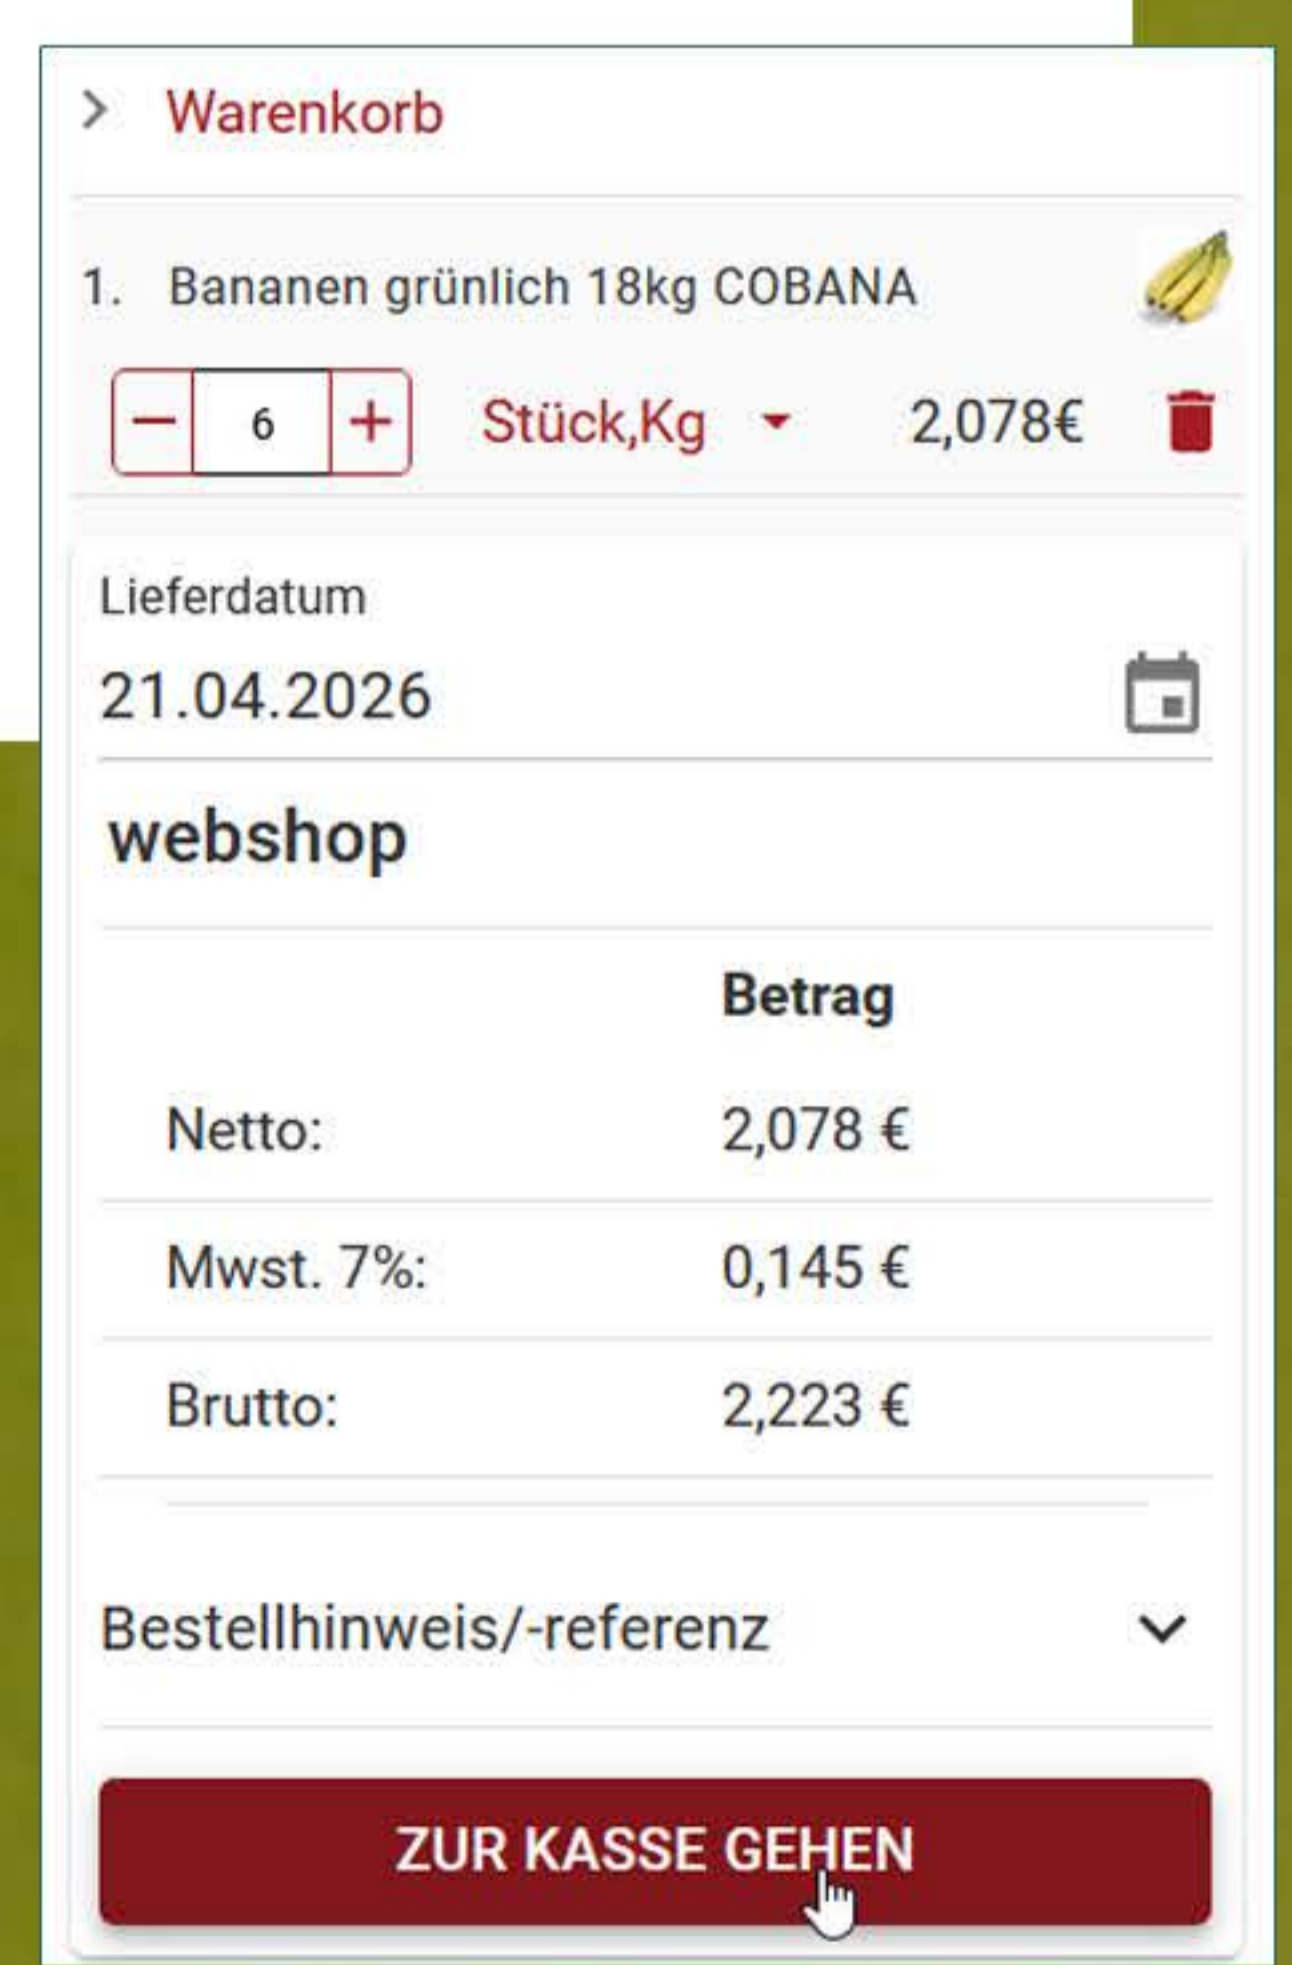 Warenkorb
1. Bananen grünlich 18kg COBANA
6 Stück,Kg 2,078€
Lieferdatum
21.04.2026
webshop
Betrag
Netto: 2,078 €
Mwst. 7%: 0,145 €
Brutto: 2,223 €
Bestellhinweis/-referenz
ZUR KASSE GEHEN